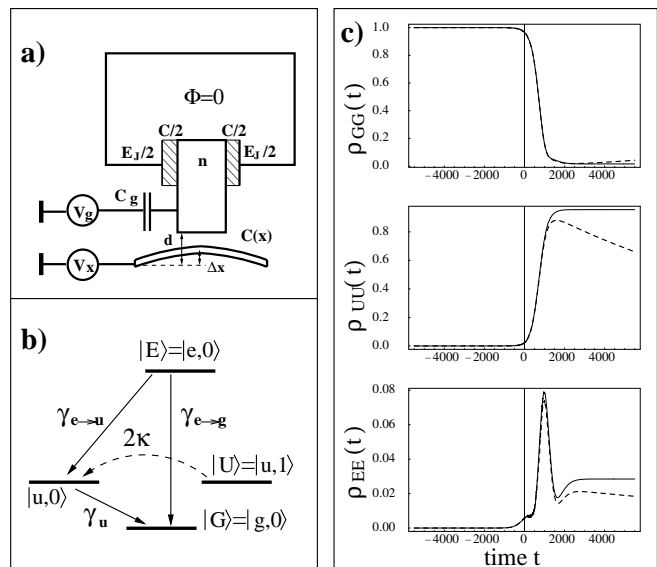 a)
Φ=0
C/2 C/2
E_J/2 n E_J/2
C_g
V_g
d C(x)
V_x Δx
b)
|E⟩=|e,0⟩
γ_e→u γ_e→g
2κ
|u,0⟩ |U⟩=|u,1⟩
γ_u |G⟩=|g,0⟩
c)
ρ_GG(t)
1.0
0.8
0.6
0.4
0.2
0.0
−4000 −2000 0 2000 4000
ρ_UU(t)
0.8
0.6
0.4
0.2
0.0
−4000 −2000 0 2000 4000
ρ_EE(t)
0.08
0.06
0.04
0.02
0.0
−4000 −2000 0 2000 4000
time t